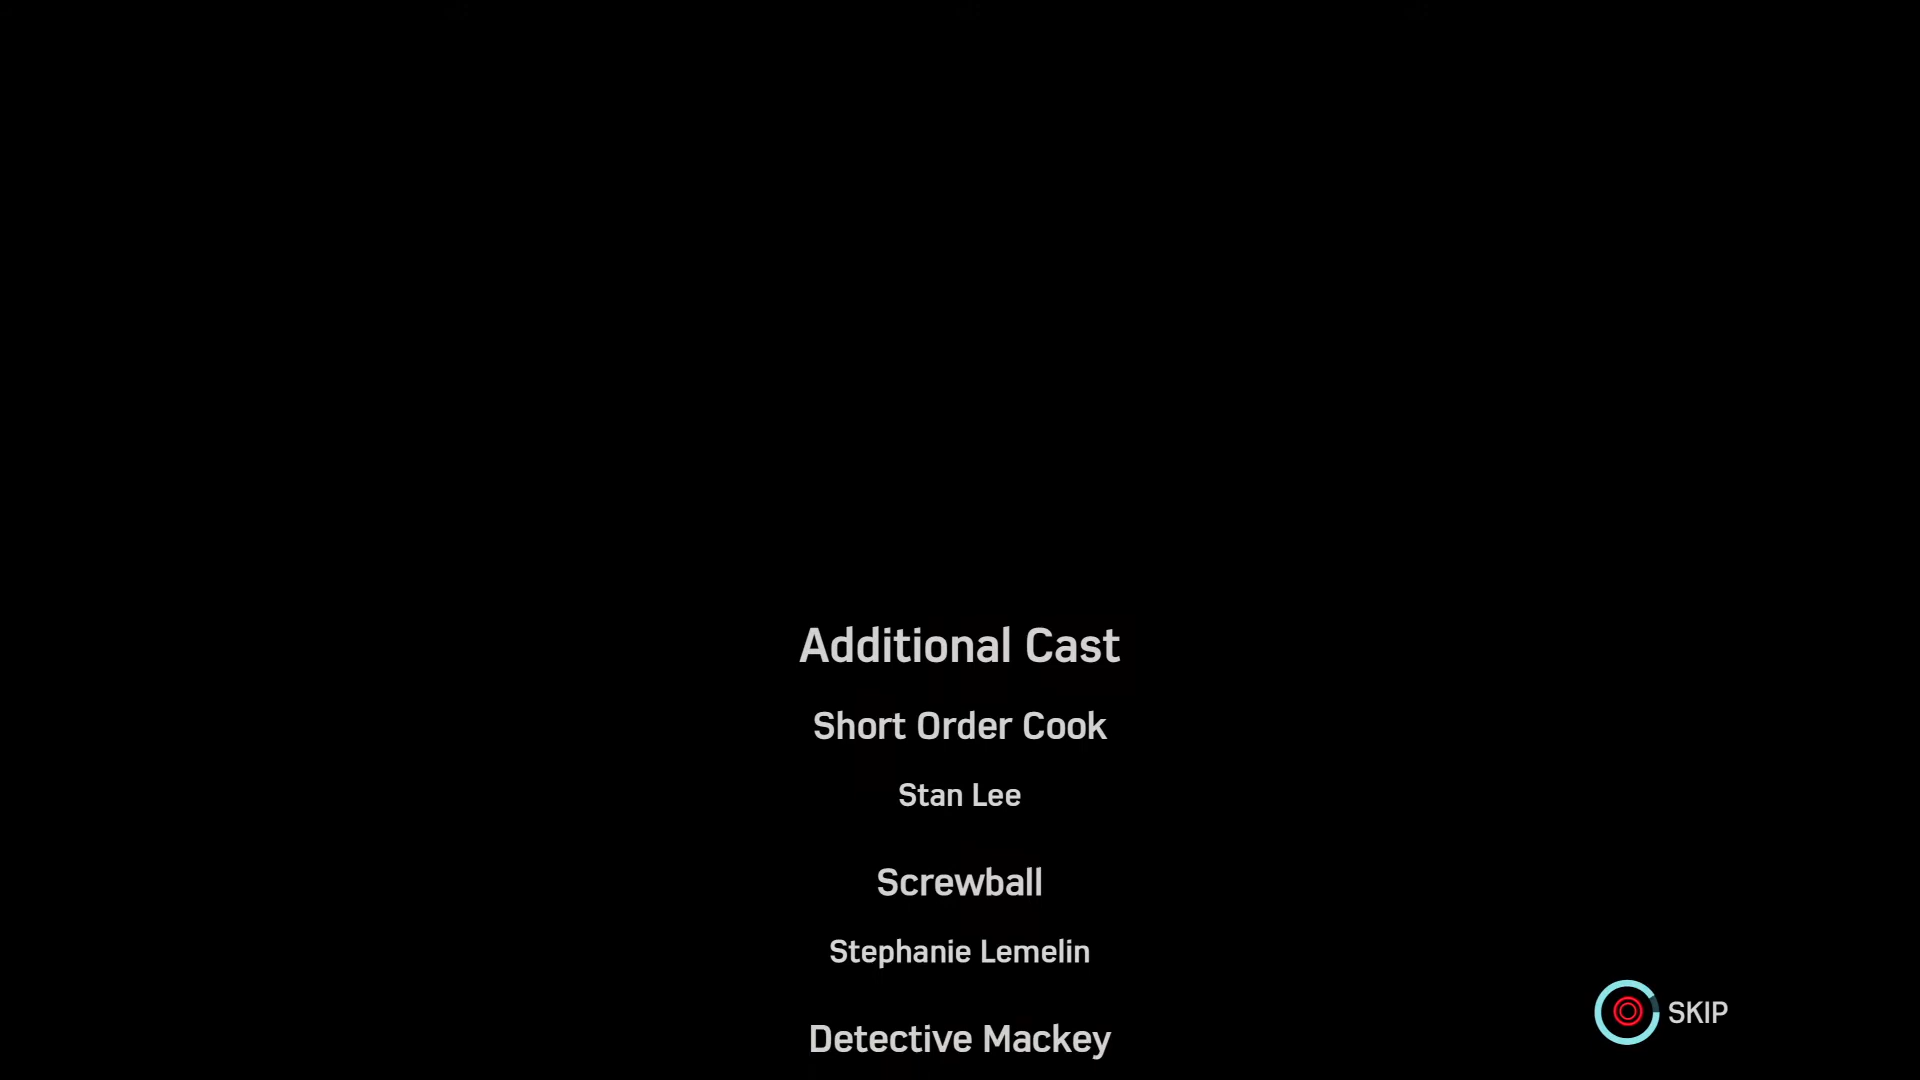 Additional Cast
Short Order Cook
Stan Lee
Screwball
Stephanie Lemelin
Detective Mackey
SKIP